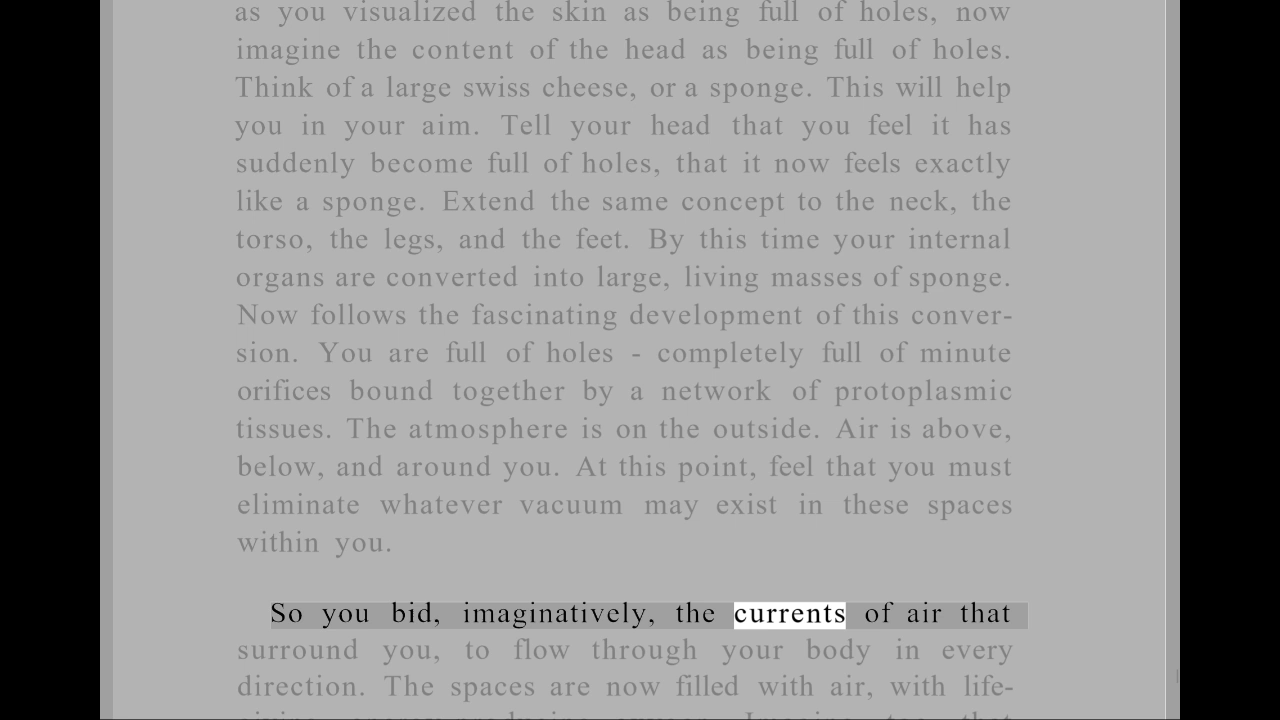 as you visualized the skin as being full of holes, now
imagine the content of the head as being full of holes.
Think of a large swiss cheese, or a sponge. This will help
you in your aim. Tell your head that you feel it has
suddenly become full of holes, that it now feels exactly
like a sponge. Extend the same concept to the neck, the
torso, the legs, and the feet. By this time your internal
organs are converted into large, living masses of sponge.
Now follows the fascinating development of this conver-
sion. You are full of holes - completely full of minute
orifices bound together by a network of protoplasmic
tissues. The atmosphere is on the outside. Air is above,
below, and around you. At this point, feel that you must
eliminate whatever vacuum may exist in these spaces
within you.
So you bid, imaginatively, the currents of air that
surround you, to flow through your body in every
direction. The spaces are now filled with air, with life-